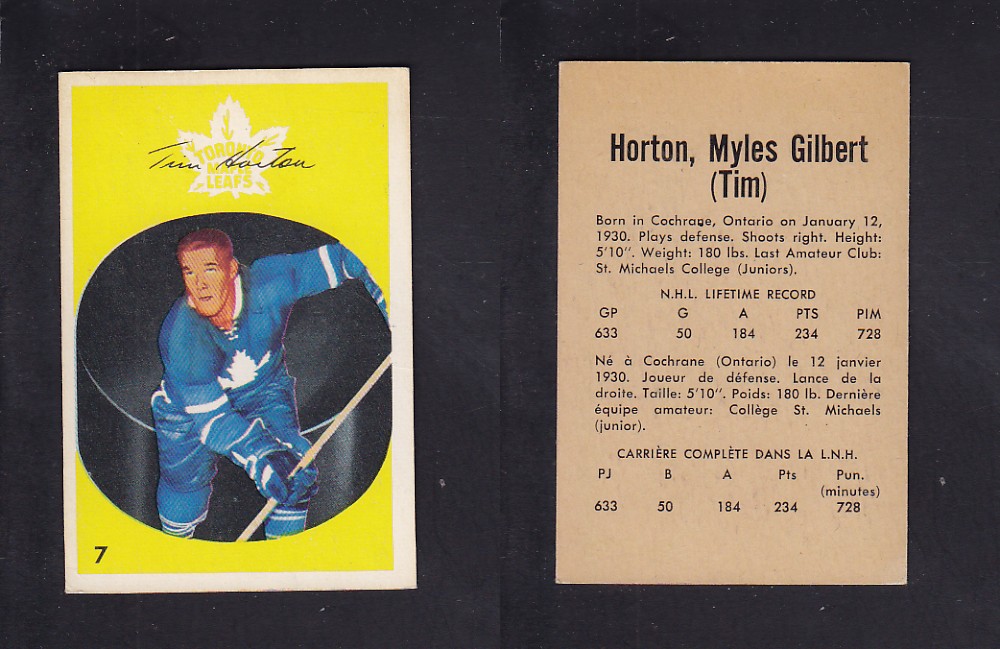 Tim Horton
TORONTO
MAPLE
LEAFS
7
Horton, Myles Gilbert
(Tim)
Born in Cochrane, Ontario on January 12,
1930. Plays defense. Shoots right. Height:
5'10". Weight: 180 lbs. Last Amateur Club:
St. Michaels College (Juniors).
N.H.L. LIFETIME RECORD
GP G A PTS PIM
633 50 184 234 728
Né à Cochrane (Ontario) le 12 janvier
1930. Joueur de défense. Lance de la
droite. Taille: 5'10". Poids: 180 lb. Dernière
équipe amateur: Collège St. Michaels
(junior).
CARRIÈRE COMPLÈTE DANS LA L.N.H.
PJ B A Pts Pun.
(minutes)
633 50 184 234 728